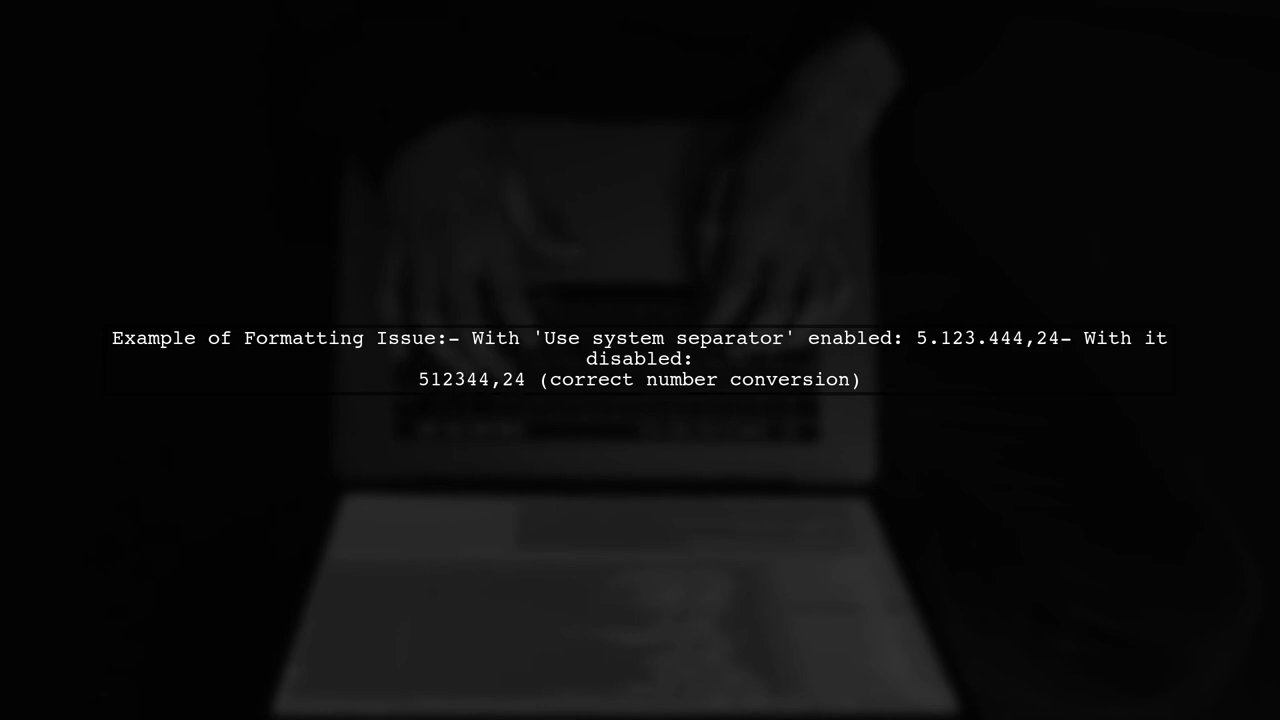 Example of Formatting Issue:- With 'Use system separator' enabled: 5.123.444,24- With it
disabled:
512344,24 (correct number conversion)